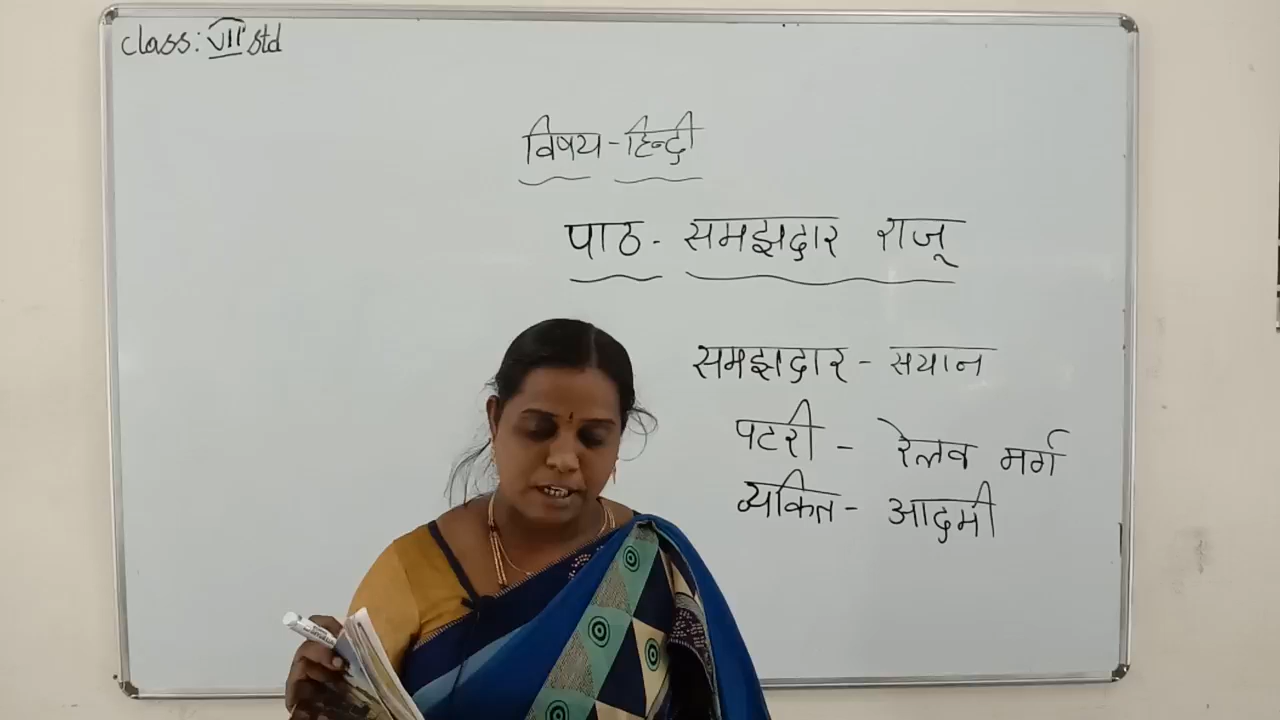 class: VII std
विषय - हिन्दी
पाठ - समझदार राजू
समझदार - सयान
पटरी - रेलव मर्ग
व्यकित - आदमी